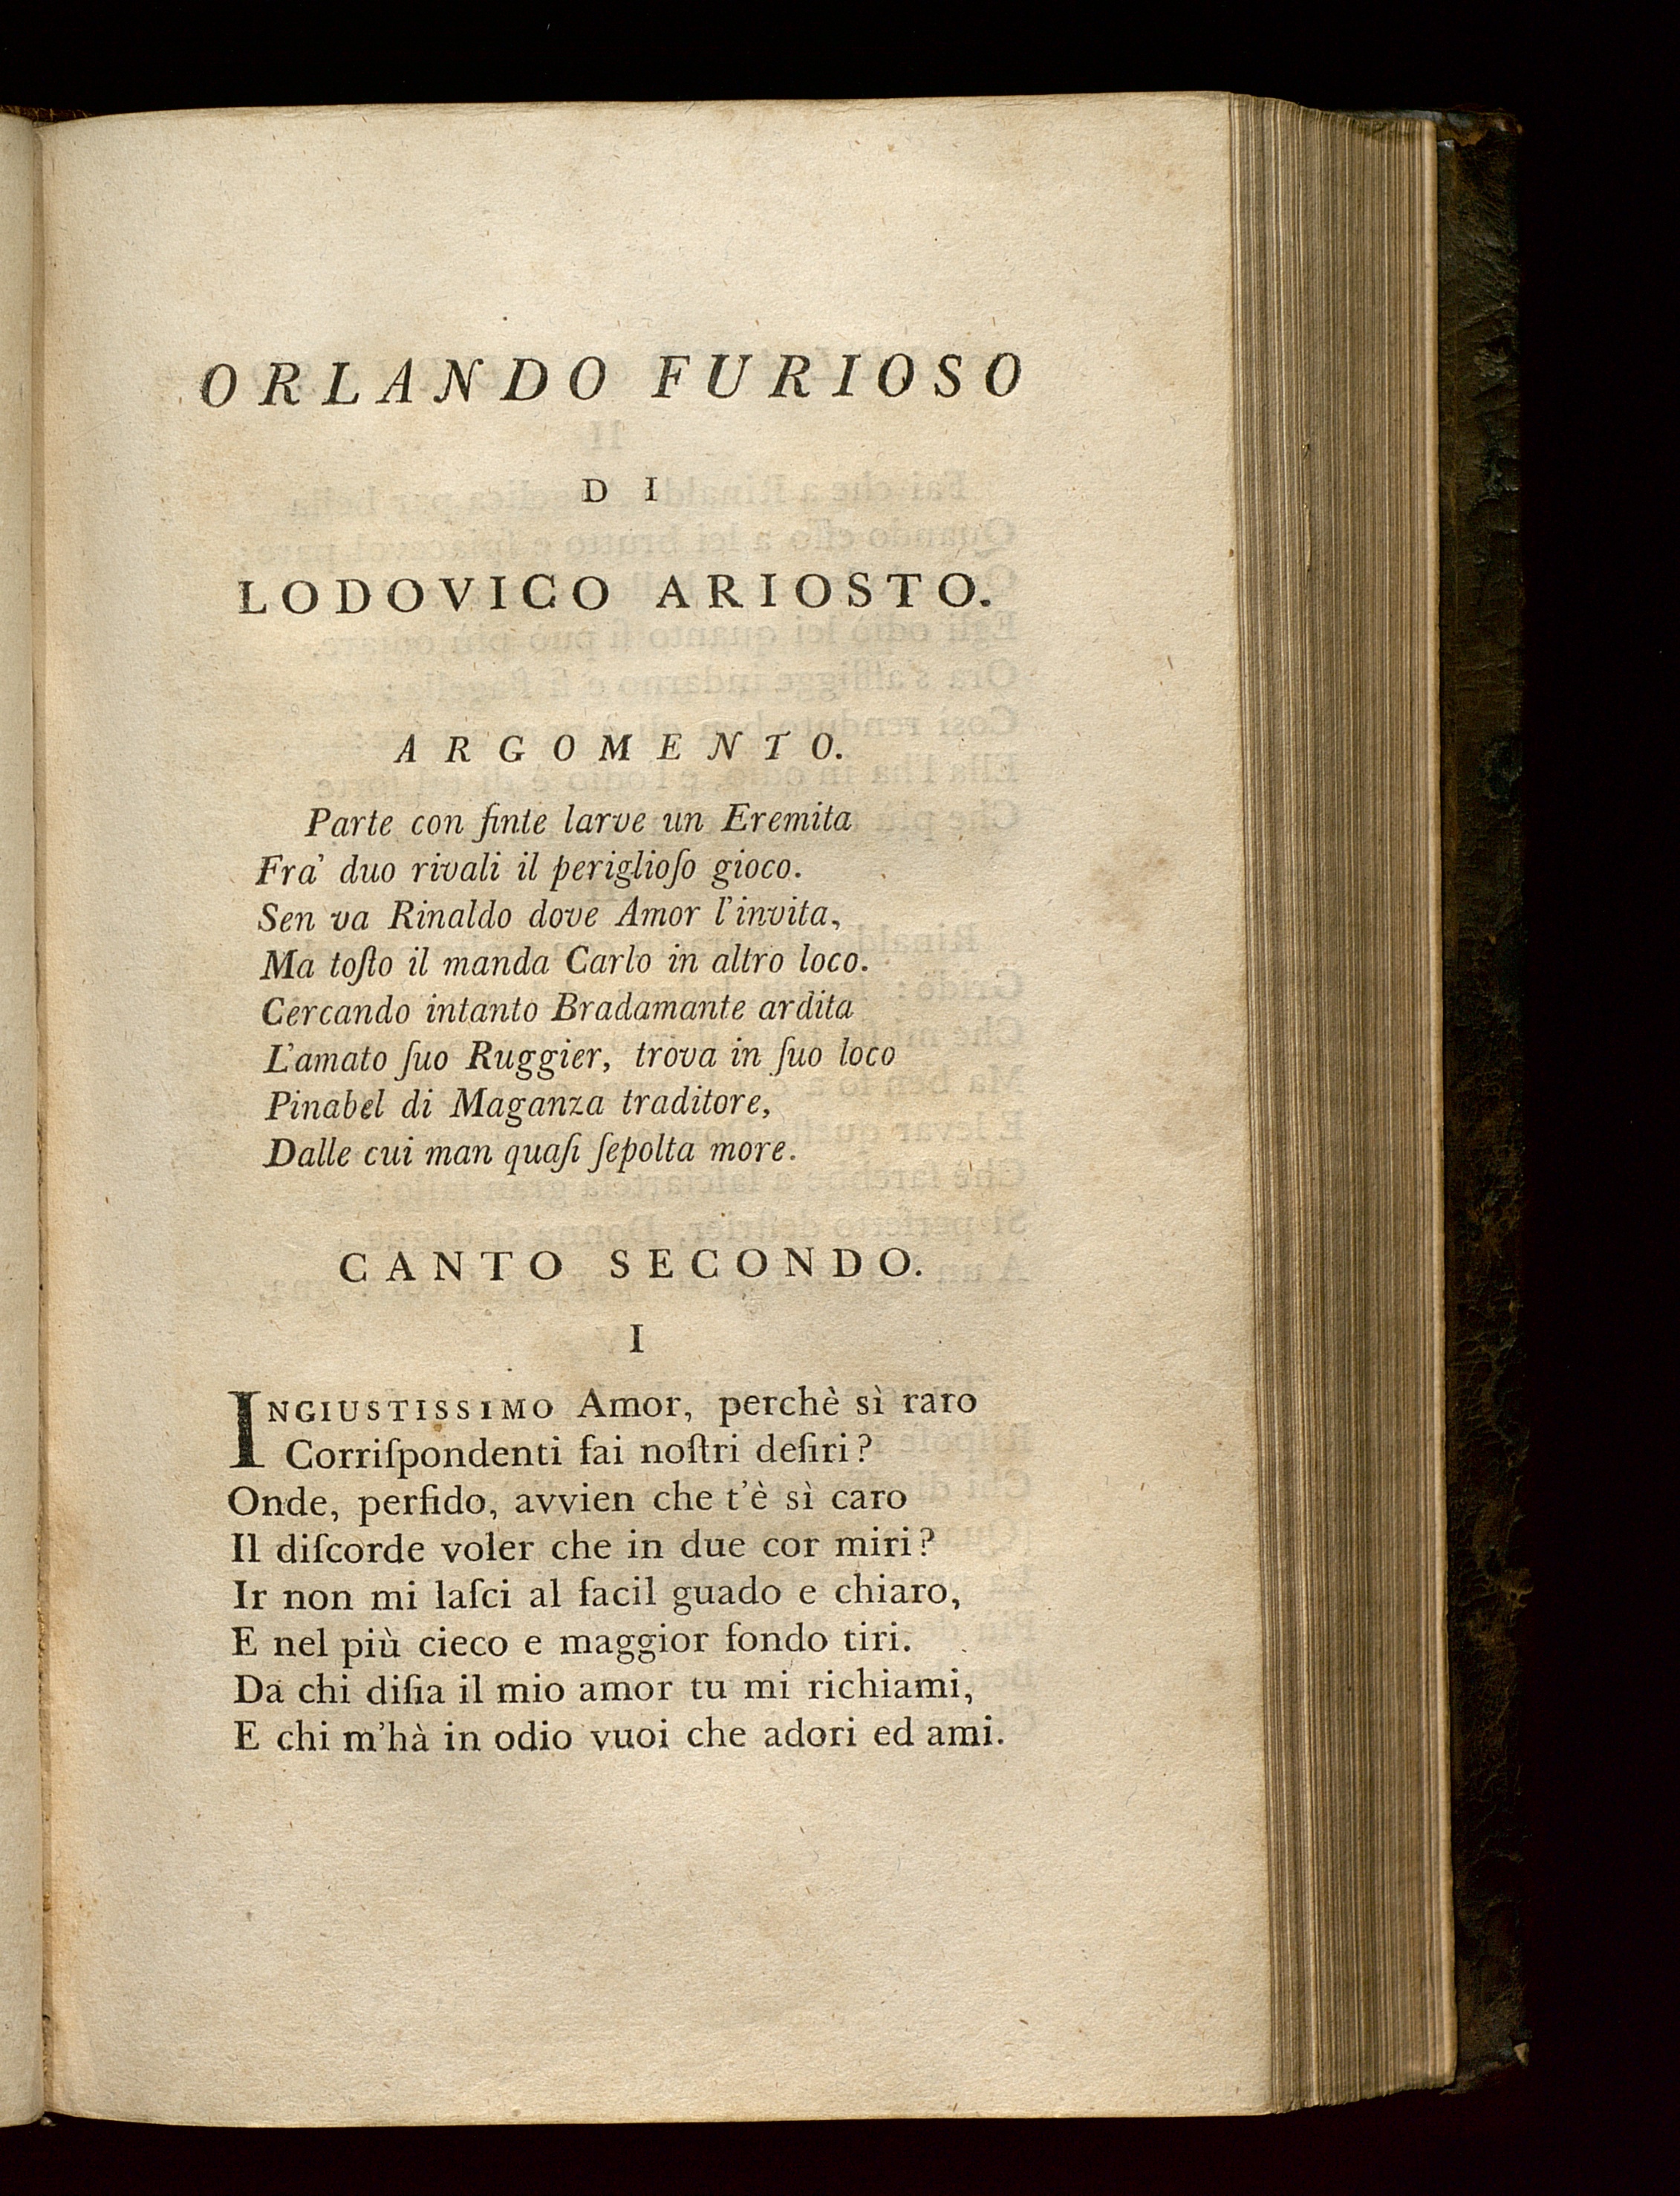 ORLANDO FURIOSO
DI
LODOVICO ARIOSTO.
ARGOMENTO.
Parte con finte larve un Eremita
Fra' duo rivali il periglioſo gioco.
Sen va Rinaldo dove Amor l'invita,
Ma toſto il manda Carlo in altro loco.
Cercando intanto Bradamante ardita
L'amato ſuo Ruggier, trova in ſuo loco
Pinabel di Maganza traditore,
Dalle cui man quaſi ſepolta more.
CANTO SECONDO.
I
INGIUSTISSIMO Amor, perchè sì raro
Corriſpondenti fai noſtri deſiri?
Onde, perfido, avvien che t'è sì caro
Il diſcorde voler che in due cor miri?
Ir non mi laſci al facil guado e chiaro,
E nel più cieco e maggior fondo tiri.
Da chi diſia il mio amor tu mi richiami,
E chi m'hà in odio vuoi che adori ed ami.